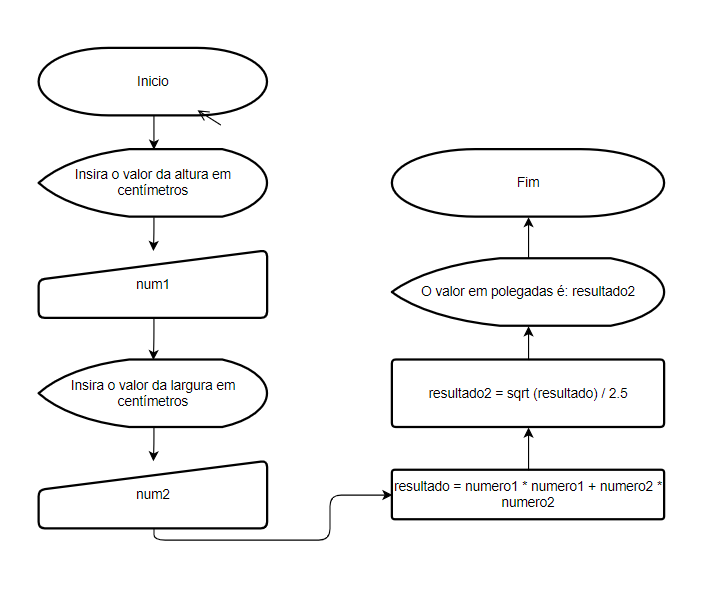 Inicio
Insira o valor da altura em
centímetros
num1
Insira o valor da largura em
centímetros
num2
resultado = numero1 * numero1 + numero2 *
numero2
resultado2 = sqrt (resultado) / 2.5
O valor em polegadas é: resultado2
Fim